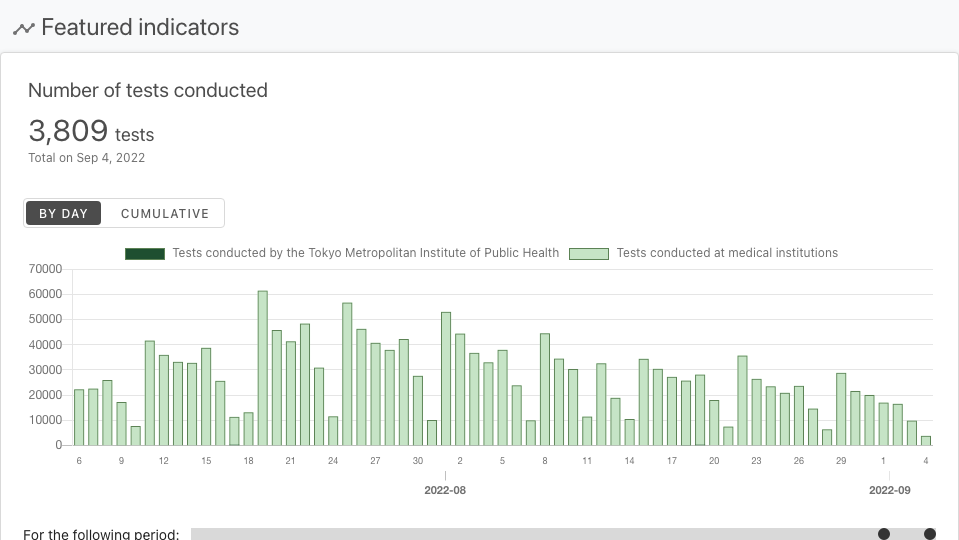 Featured indicators
Number of tests conducted
3,809 tests
Total on Sep 4, 2022
BY DAY CUMULATIVE
Tests conducted by the Tokyo Metropolitan Institute of Public Health Tests conducted at medical institutions
70000
60000
50000
40000
30000
20000
10000
0
6 9 12 15 18 21 24 27 30 2 5 8 11 14 17 20 23 26 29 1 4
2022-08 2022-09
For the following period: